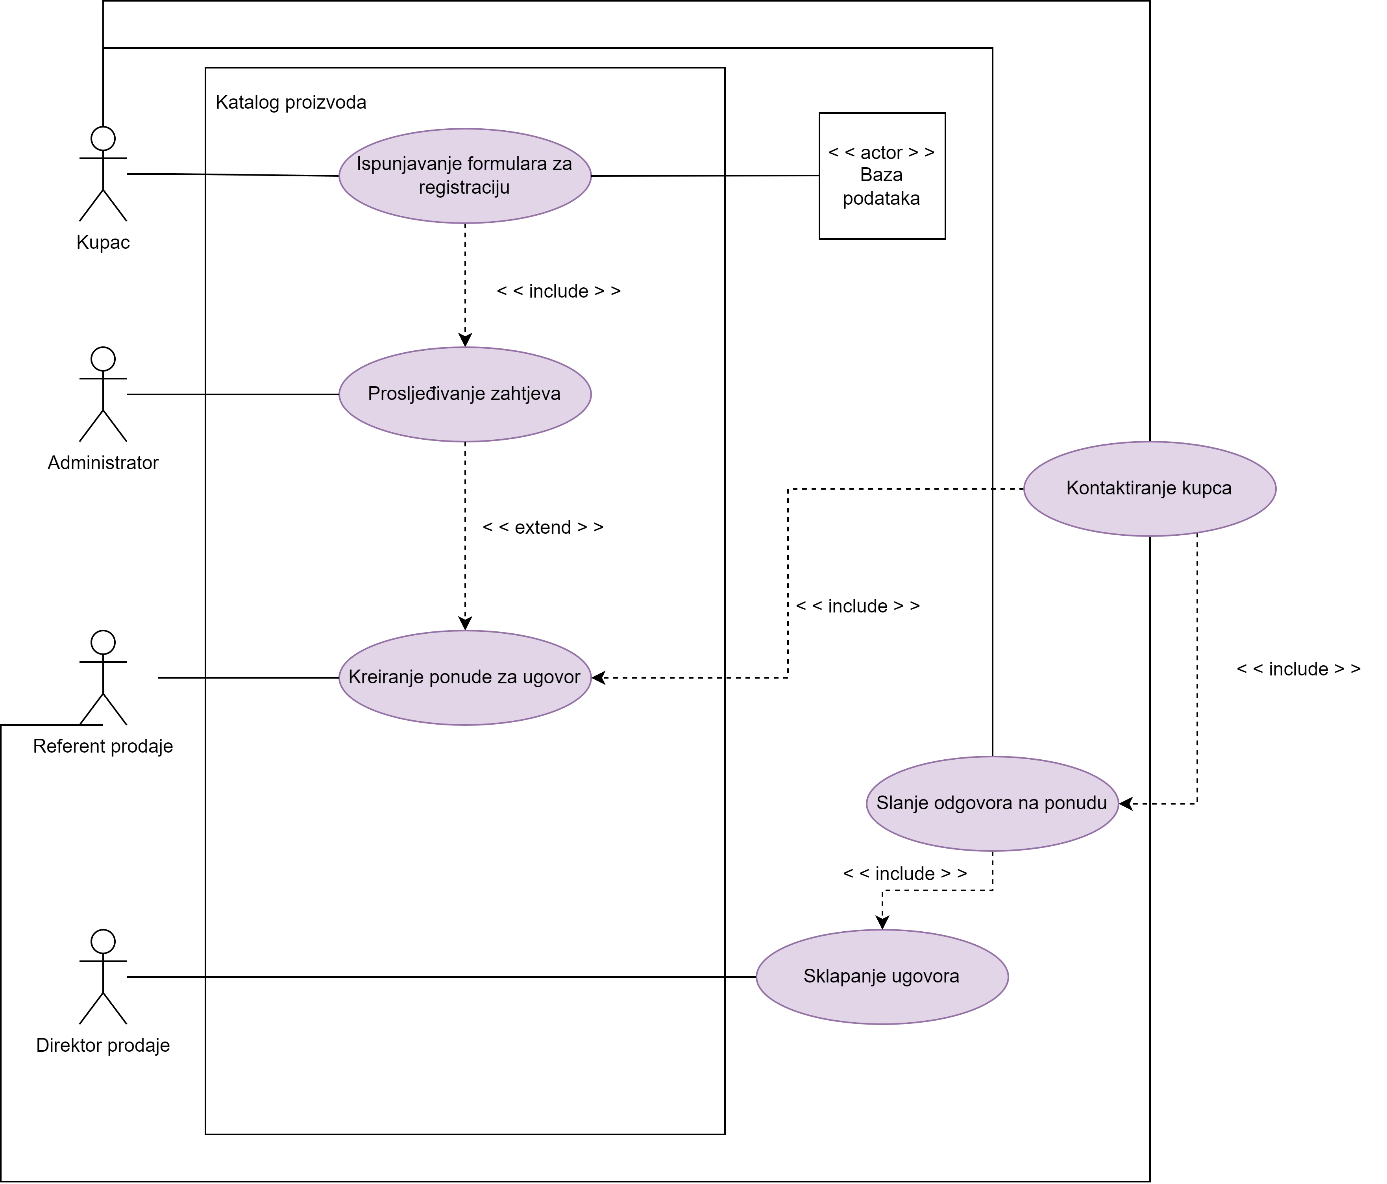 Katalog proizvoda
Ispunjavanje formulara za
registraciju
< < actor > >
Baza
podataka
Kupac
< < include > >
Prosljeđivanje zahtjeva
Administrator
Kontaktiranje kupca
< < extend > >
< < include > >
< < include > >
Kreiranje ponude za ugovor
Referent prodaje
Slanje odgovora na ponudu
< < include > >
Sklapanje ugovora
Direktor prodaje